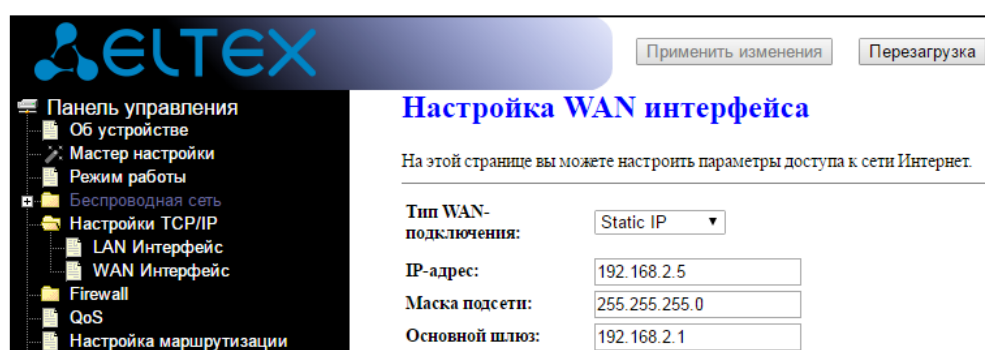 ELTEX
Применить изменения
Перезагрузка
Панель управления
Об устройстве
Мастер настройки
Режим работы
Беспроводная сеть
Настройки TCP/IP
LAN Интерфейс
WAN Интерфейс
Firewall
QoS
Настройка маршрутизации
Настройка WAN интерфейса
На этой странице вы можете настроить параметры доступа к сети Интернет.
Тип WAN-
подключения:
Static IP
IP-адрес:
192.168.2.5
Маска подсети:
255.255.255.0
Основной шлюз:
192.168.2.1